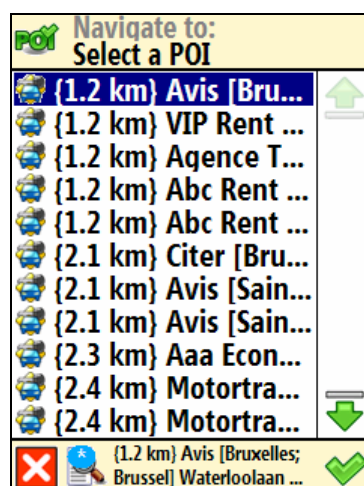 POI
Navigate to:
Select a POI
{1.2 km} Avis [Bru...
{1.2 km} VIP Rent ...
{1.2 km} Agence T...
{1.2 km} Abc Rent ...
{1.2 km} Abc Rent ...
{2.1 km} Citer [Bru...
{2.1 km} Avis [Sain...
{2.1 km} Avis [Sain...
{2.3 km} Aaa Econ...
{2.4 km} Motortra...
{2.4 km} Motortra...
{1.2 km} Avis [Bruxelles;
Brussel] Waterloolaan ...